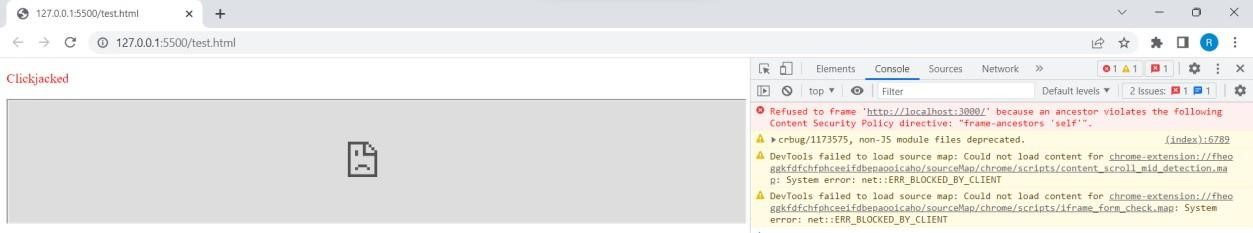 127.0.0.1:5500/test.html
127.0.0.1:5500/test.html
R
Clickjacked
Elements Console Sources Network » 1 1 1
top Filter Default levels 2 Issues: 1 1
Refused to frame 'http://localhost:3000/' because an ancestor violates the following
Content Security Policy directive: "frame-ancestors 'self'".
crbug/1173575, non-JS module files deprecated. (index):6789
DevTools failed to load source map: Could not load content for chrome-extension://fheo
ggkfdfchfphceeifdbepaooicaho/sourceMap/chrome/scripts/content_scroll_mid_detection.ma
p: System error: net::ERR_BLOCKED_BY_CLIENT
DevTools failed to load source map: Could not load content for chrome-extension://fheo
ggkfdfchfphceeifdbepaooicaho/sourceMap/chrome/scripts/iframe_form_check.map: System
error: net::ERR_BLOCKED_BY_CLIENT